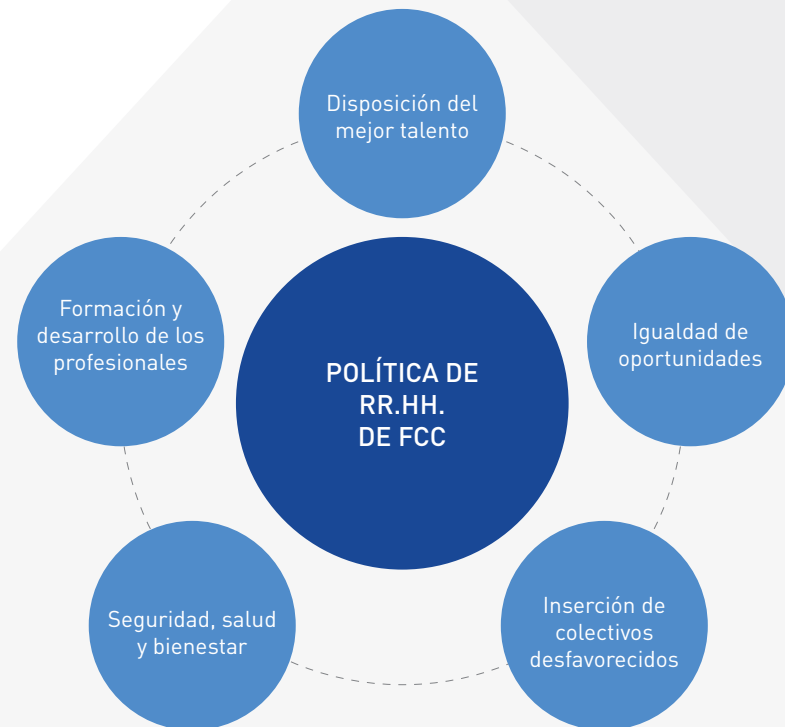 Disposición del
mejor talento
Formación y
desarrollo de los
profesionales
Igualdad de
oportunidades
POLÍTICA DE
RR.HH.
DE FCC
Seguridad, salud
y bienestar
Inserción de
colectivos
desfavorecidos